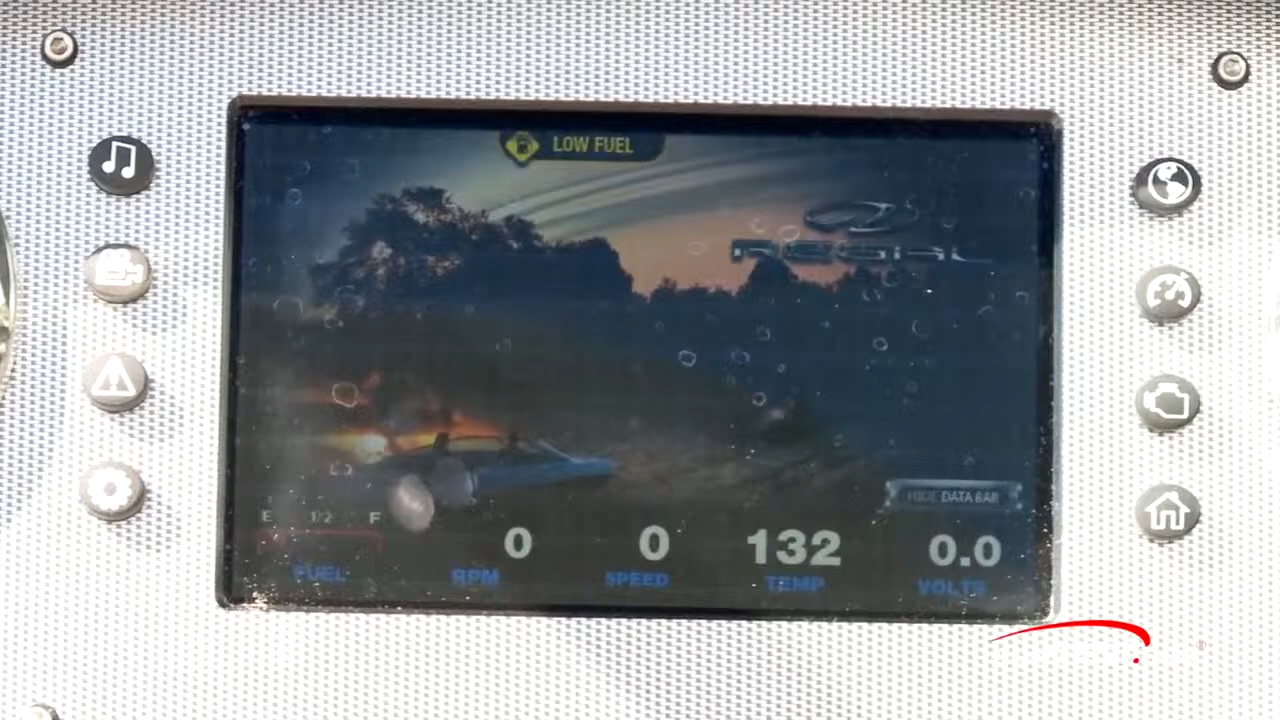 LOW FUEL
REGAL
HIDE DATA BAR
E 1/2 F
0
0
132
0.0
FUEL
RPM
SPEED
TEMP
VOLTS
®